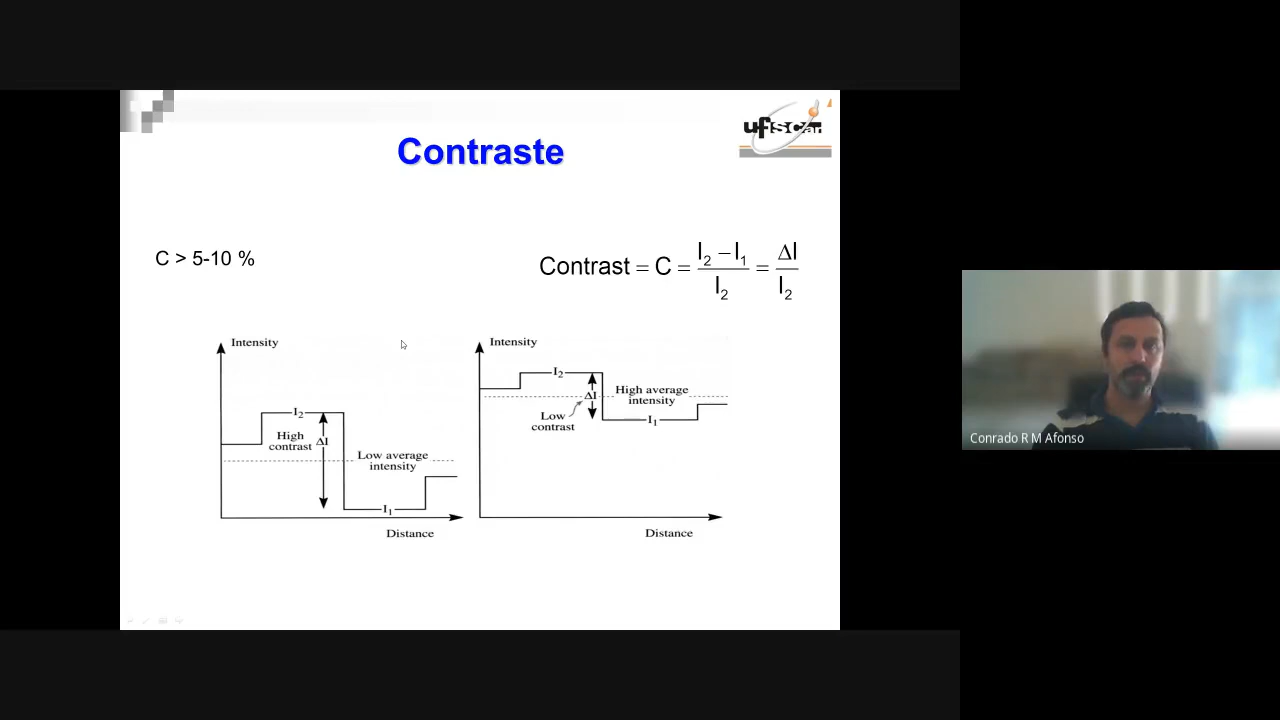 ufscar
Contraste
C > 5-10 %
Contrast = C = I₂ − I₁ / I₂ = ΔI / I₂
Intensity
I₂
High
contrast
ΔI
Low average
intensity
I₁
Distance
Intensity
I₂
ΔI
High average
intensity
Low
contrast
I₁
Distance
Conrado R M Afonso